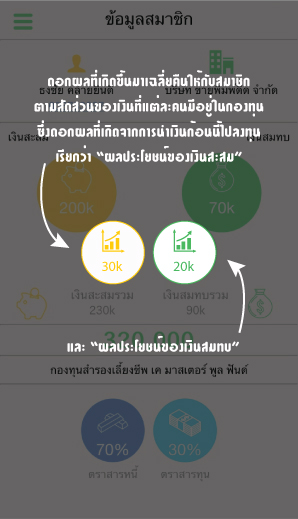 ข้อมูลสมาชิก
ดอกผลที่เกิดขึ้นมาเฉลี่ยคืนให้กับสมาชิก
ธงชัย คล้ายยนต์ บริษัท ขายพิมพ์ดีด จำกัด
ตามสัดส่วนของเงินที่แต่ละคนมีอยู่ในกองทุน
ซึ่งดอกผลที่เกิดจากการนำเงินก้อนนี้ไปลงทุน
เงินสะสม เงินสมทบ
เรียกว่า "ผลประโยชน์ของเงินสะสม"
200k 70k
30k 20k
เงินสะสมรวม เงินสมทบรวม
230k 90k
320,000
และ "ผลประโยชน์ของเงินสมทบ"
กองทุนสำรองเลี้ยงชีพ เค มาสเตอร์ พูล ฟันด์
70% 30%
ตราสารหนี้ ตราสารทุน